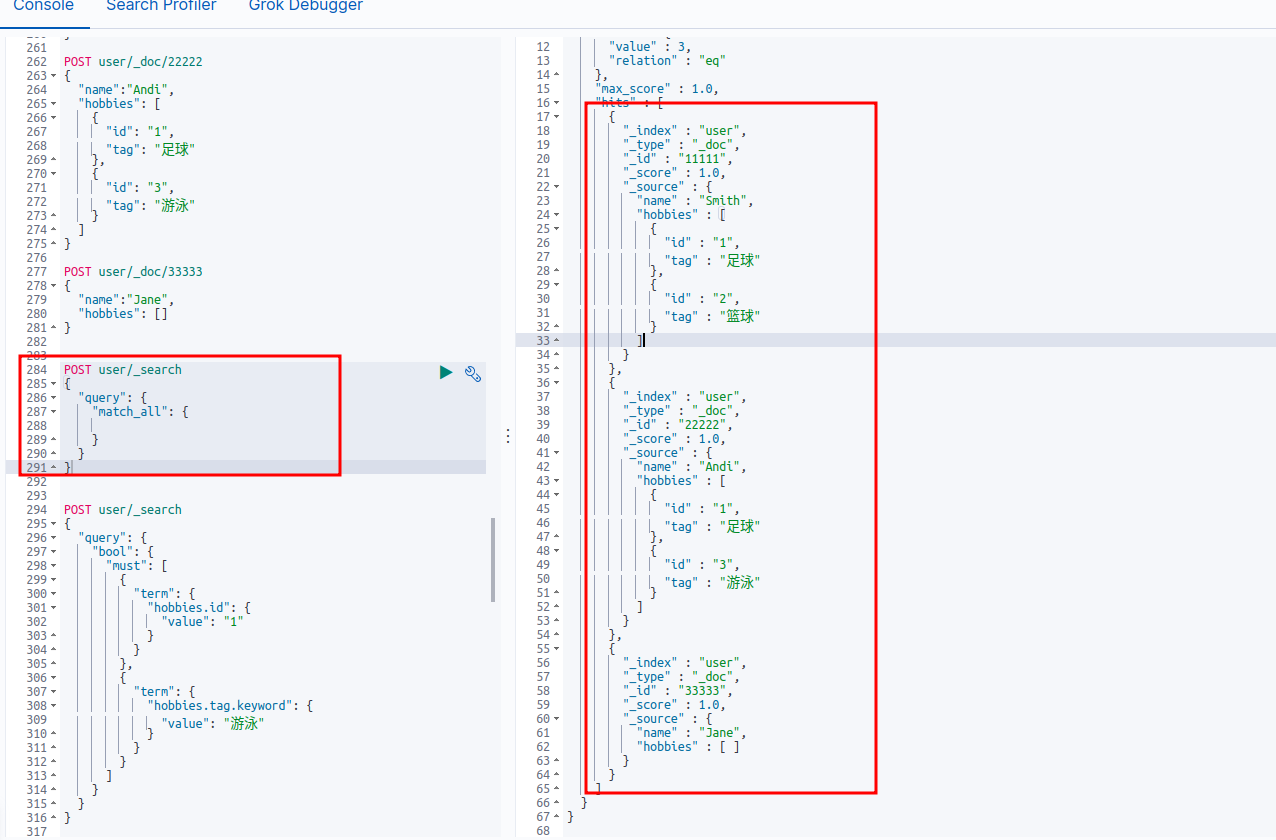 Console Search Profiler Grok Debugger
261
262 POST user/_doc/22222
263 {
264 "name":"Andi",
265 "hobbies": [
266 {
267 "id": "1",
268 "tag": "足球"
269 },
270 {
271 "id": "3",
272 "tag": "游泳"
273 }
274 ]
275 }
276
277 POST user/_doc/33333
278 {
279 "name":"Jane",
280 "hobbies": []
281 }
282
283
284 POST user/_search
285 {
286 "query": {
287 "match_all": {
288
289 }
290 }
291 }
292
293
294 POST user/_search
295 {
296 "query": {
297 "bool": {
298 "must": [
299 {
300 "term": {
301 "hobbies.id": {
302 "value": "1"
303 }
304 }
305 },
306 {
307 "term": {
308 "hobbies.tag.keyword": {
309 "value": "游泳"
310 }
311 }
312 }
313 ]
314 }
315 }
316 }
317
12 "value" : 3,
13 "relation" : "eq"
14 },
15 "max_score" : 1.0,
16 "hits" : [
17 {
18 "_index" : "user",
19 "_type" : "_doc",
20 "_id" : "11111",
21 "_score" : 1.0,
22 "_source" : {
23 "name" : "Smith",
24 "hobbies" : [
25 {
26 "id" : "1",
27 "tag" : "足球"
28 },
29 {
30 "id" : "2",
31 "tag" : "篮球"
32 }
33 ]
34 }
35 },
36 {
37 "_index" : "user",
38 "_type" : "_doc",
39 "_id" : "22222",
40 "_score" : 1.0,
41 "_source" : {
42 "name" : "Andi",
43 "hobbies" : [
44 {
45 "id" : "1",
46 "tag" : "足球"
47 },
48 {
49 "id" : "3",
50 "tag" : "游泳"
51 }
52 ]
53 }
54 },
55 {
56 "_index" : "user",
57 "_type" : "_doc",
58 "_id" : "33333",
59 "_score" : 1.0,
60 "_source" : {
61 "name" : "Jane",
62 "hobbies" : [ ]
63 }
64 }
65 ]
66 }
67 }
68